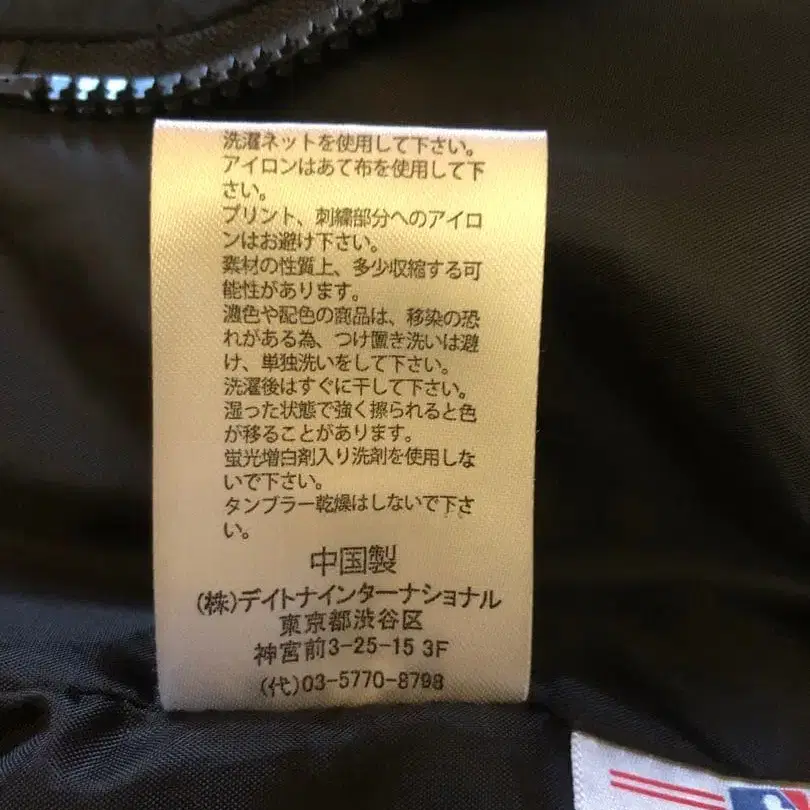 洗濯ネットを使用して下さい。
アイロンはあて布を使用して下
さい。
プリント、刺繍部分へのアイロ
ンはお避け下さい。
素材の性質上、多少収縮する可
能性があります。
濃色や配色の商品は、移染の恐
れがある為、つけ置き洗いは避
け、単独洗いをして下さい。
洗濯後はすぐに干して下さい。
湿った状態で強く擦られると色
が移ることがあります。
蛍光増白剤入り洗剤を使用しな
いで下さい。
タンブラー乾燥はしないで下さ
い。
中国製
(株)デイトナインターナショナル
東京都渋谷区
神宮前3-25-15 3F
(代)03-5770-8798